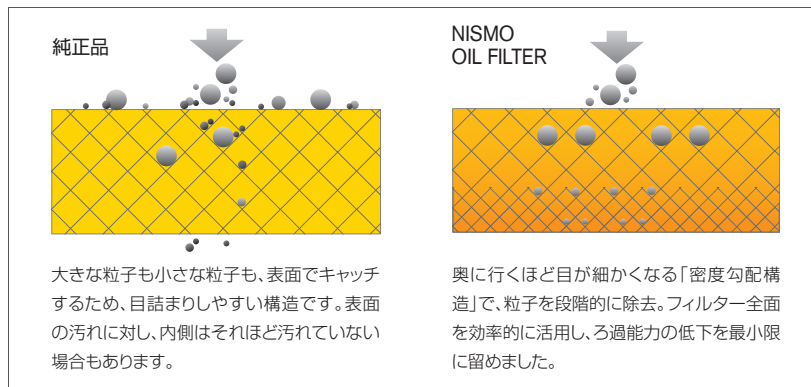 純正品
大きな粒子も小さな粒子も、表面でキャッチ
するため、目詰まりしやすい構造です。表面
の汚れに対し、内側はそれほど汚れていない
場合もあります。
NISMO
OIL FILTER
奥に行くほど目が細かくなる「密度勾配構
造」で、粒子を段階的に除去。フィルター全面
を効率的に活用し、ろ過能力の低下を最小限
に留めました。